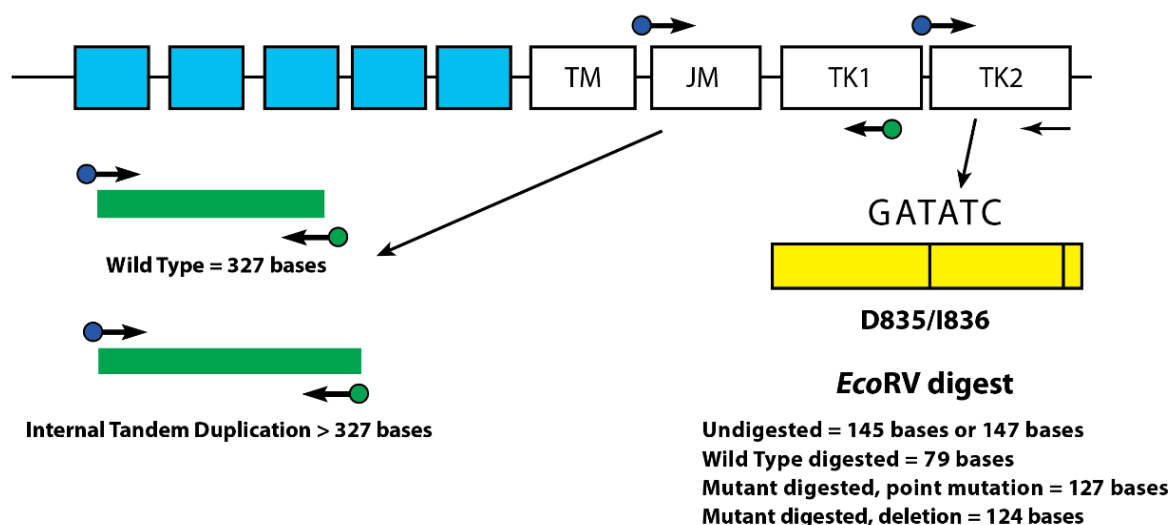 TM
JM
TK1
TK2
GATATC
Wild Type = 327 bases
D835/I836
EcoRV digest
Internal Tandem Duplication > 327 bases
Undigested = 145 bases or 147 bases
Wild Type digested = 79 bases
Mutant digested, point mutation = 127 bases
Mutant digested, deletion = 124 bases